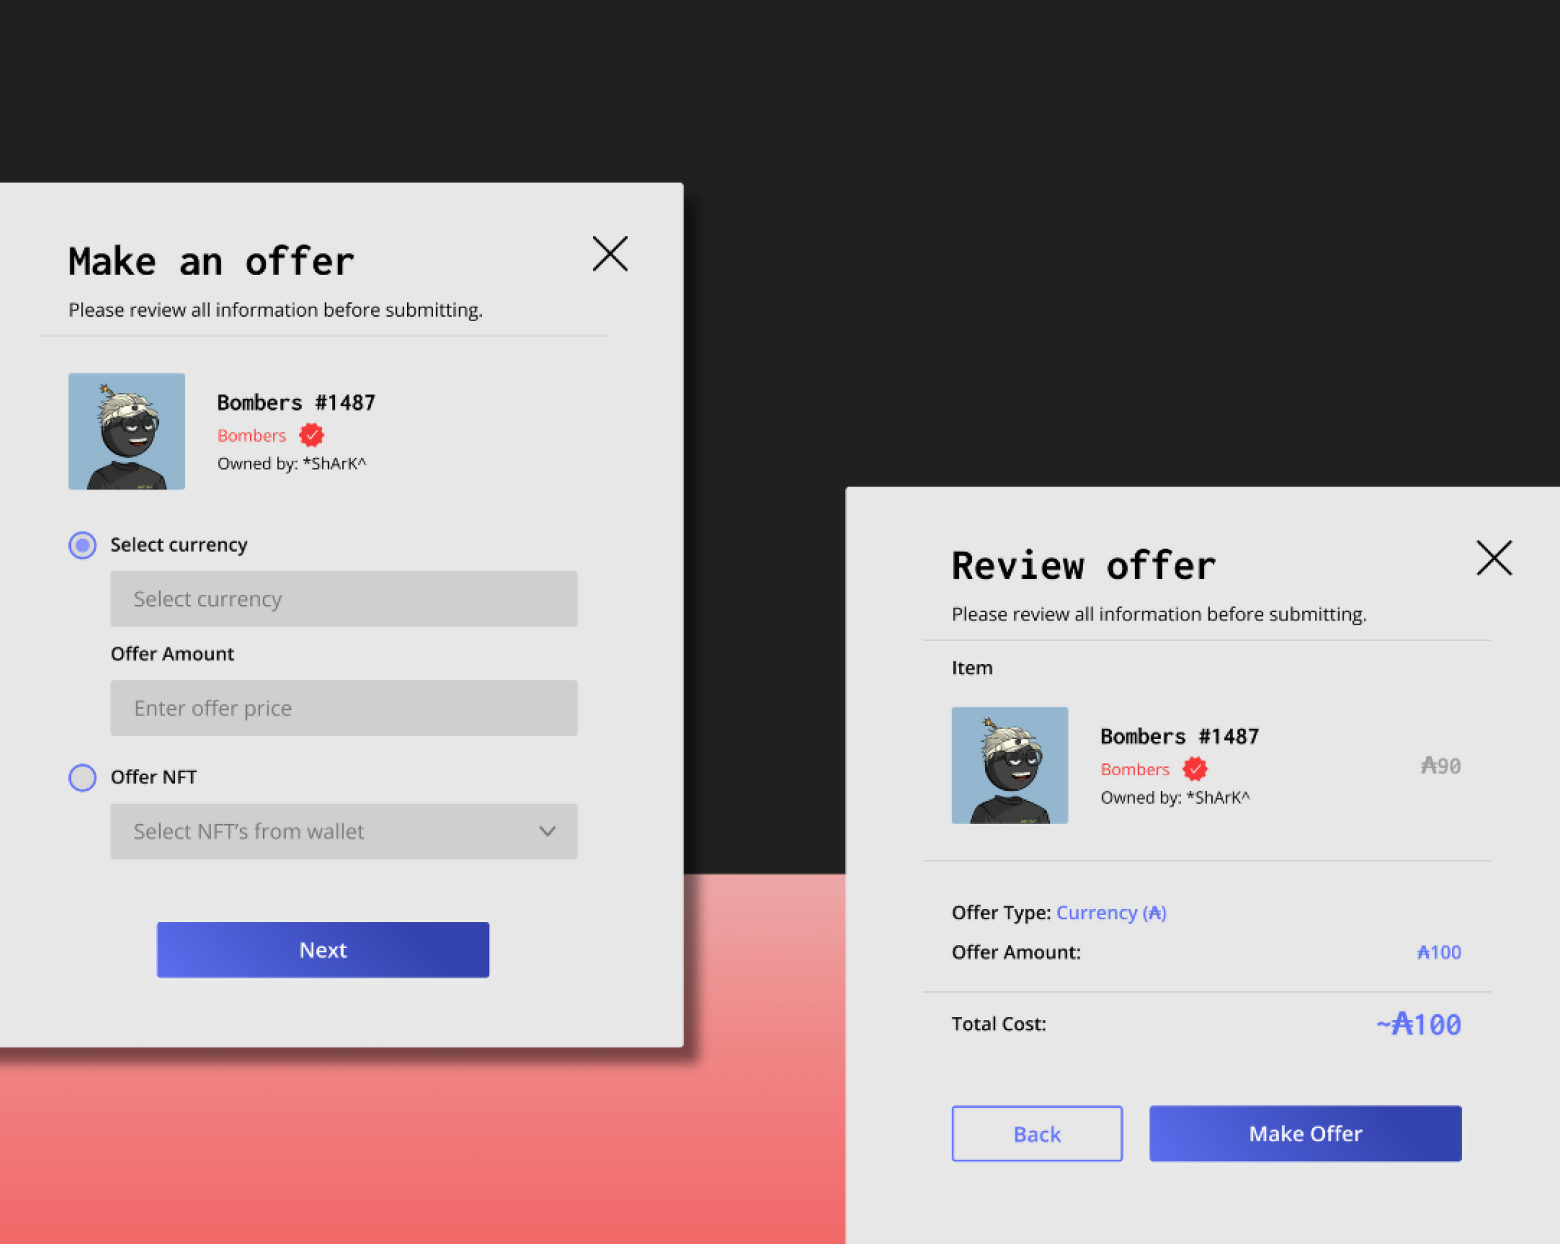 Make an offer
Please review all information before submitting.
Bombers #1487
Bombers
Owned by: *ShArK^
Select currency
Select currency
Offer Amount
Enter offer price
Offer NFT
Select NFT's from wallet
Next
Review offer
Please review all information before submitting.
Item
Bombers #1487
Bombers
Owned by: *ShArK^
₳90
Offer Type: Currency (₳)
Offer Amount: ₳100
Total Cost: ~₳100
Back
Make Offer